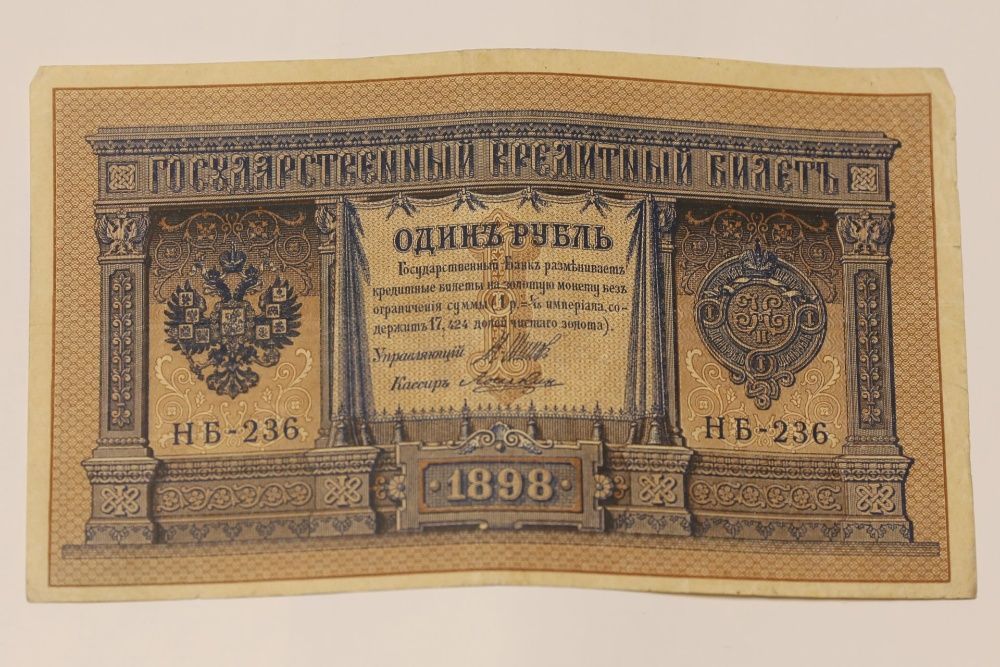 ГОСУДАРСТВЕННЫЙ КРЕДИТНЫЙ БИЛЕТЪ
ОДИНЪ РУБЛЬ
Государственный Банкъ размѣниваетъ
кредитные билеты на золотую монету безъ
ограниченія суммы (1 р. = 1/15 имперіала, со-
держитъ 17,424 долей чистаго золота).
Управляющій
Кассиръ
НБ-236
НБ-236
1898